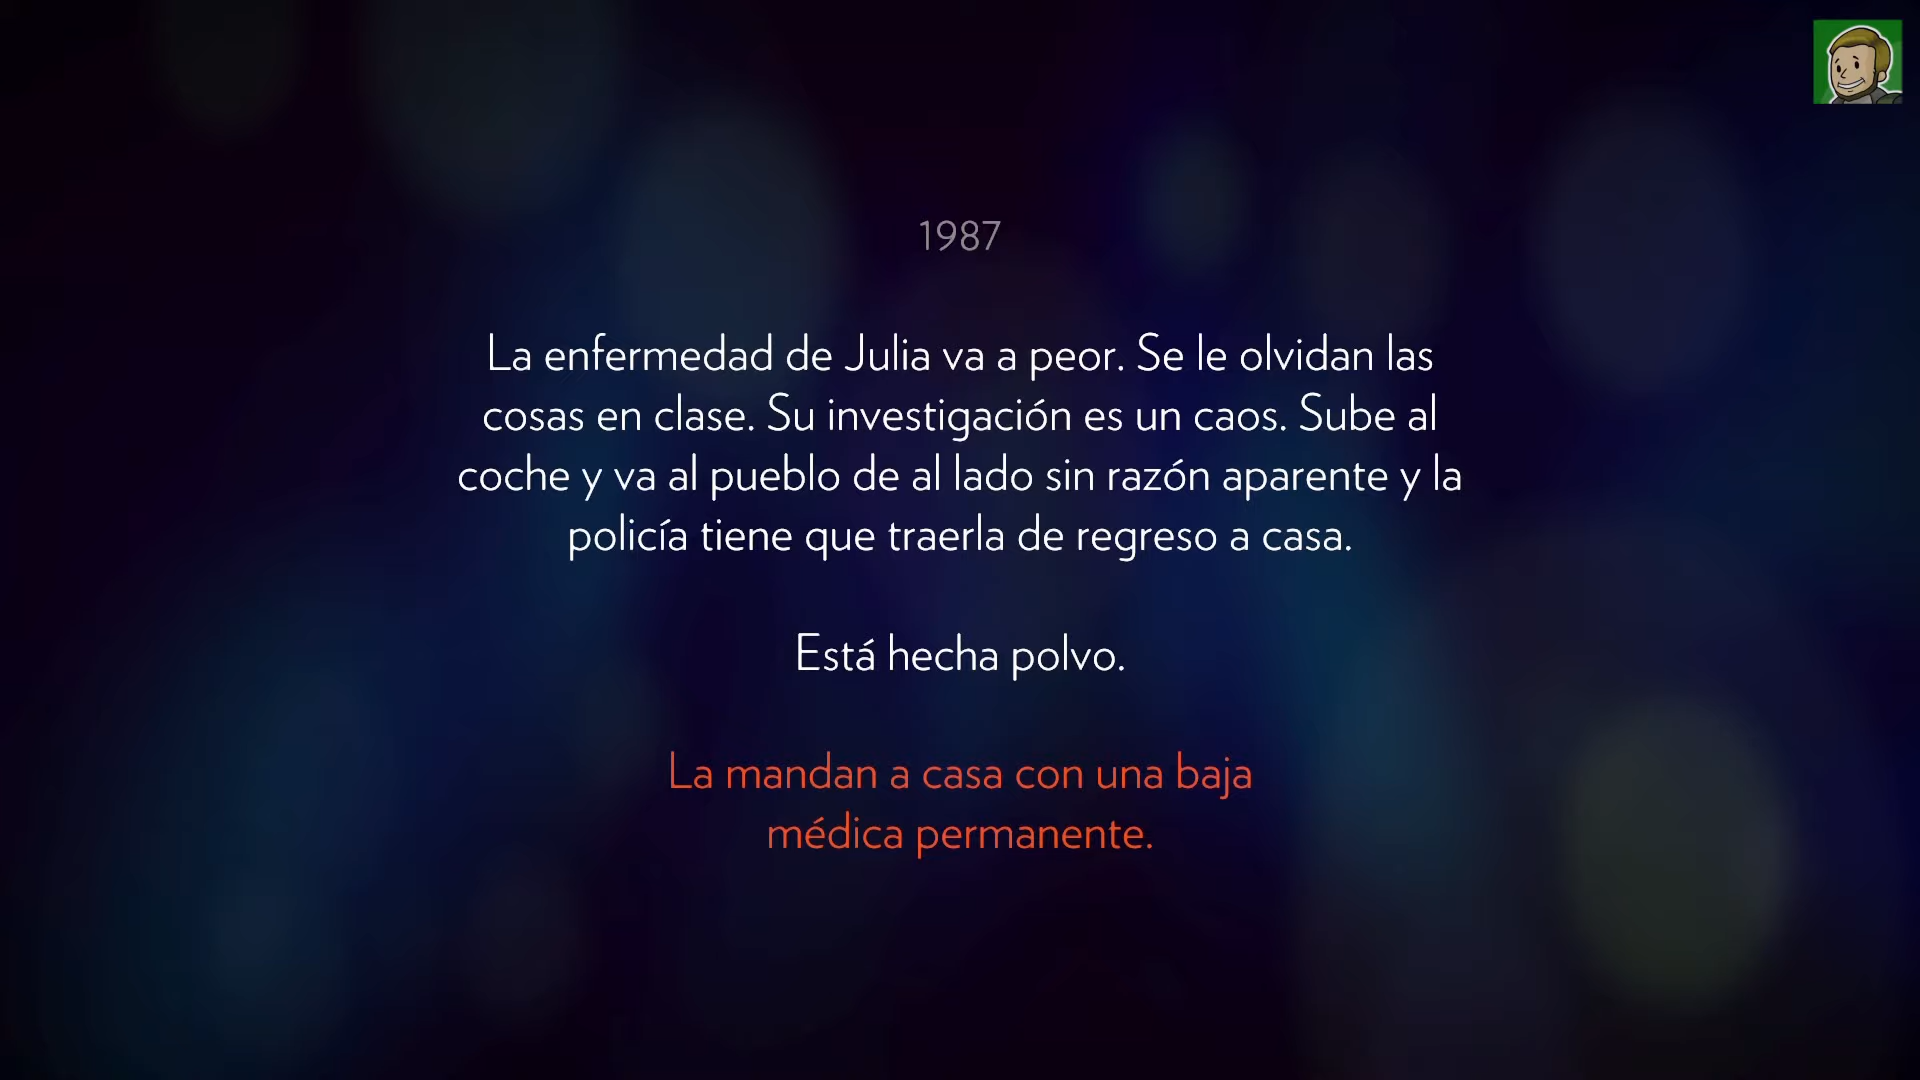 1987
La enfermedad de Julia va a peor. Se le olvidan las
cosas en clase. Su investigación es un caos. Sube al
coche y va al pueblo de al lado sin razón aparente y la
policía tiene que traerla de regreso a casa.
Está hecha polvo.
La mandan a casa con una baja
médica permanente.